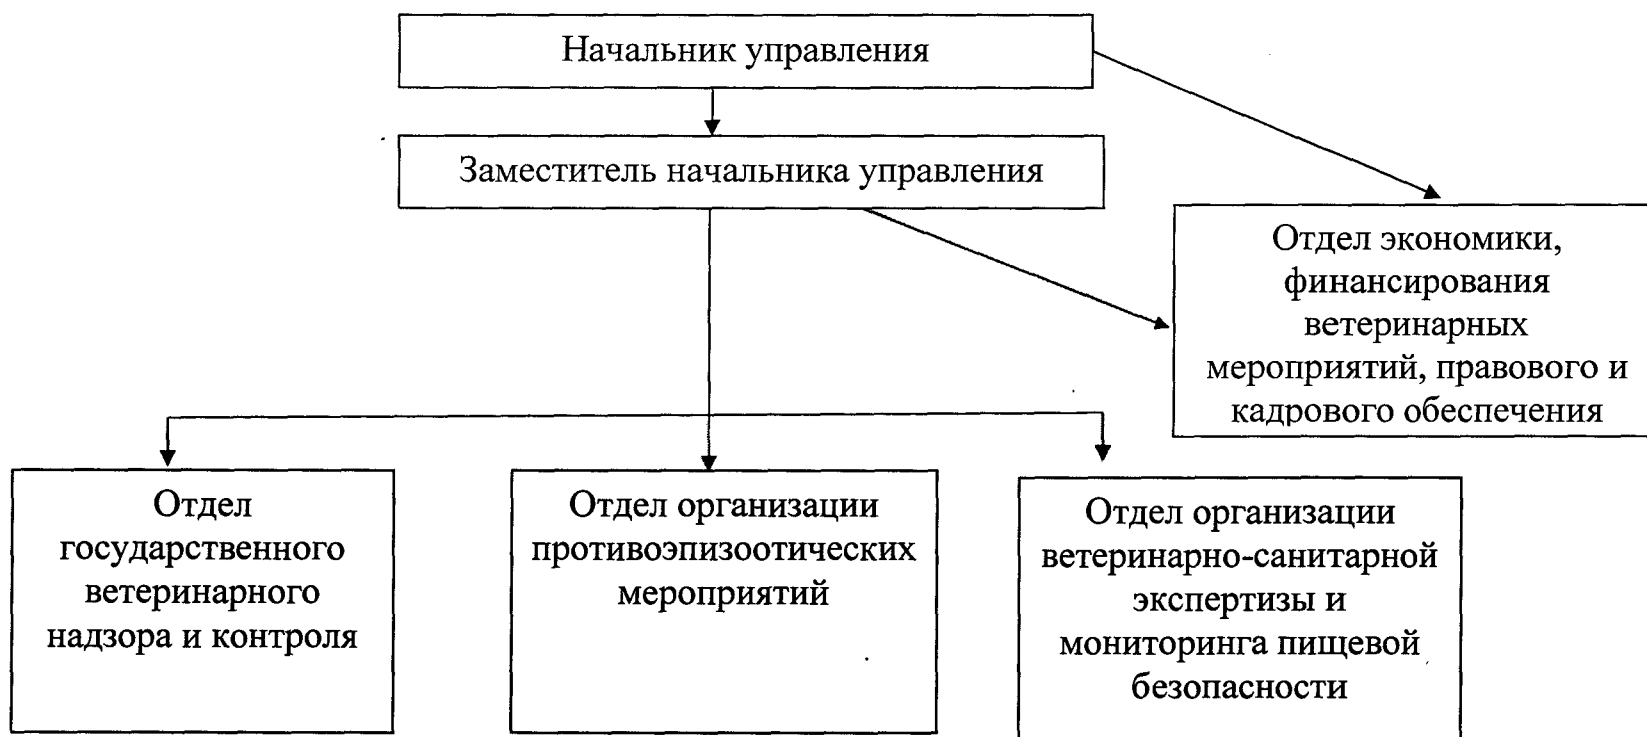 Начальник управления
Заместитель начальника управления
Отдел экономики,
финансирования
ветеринарных
мероприятий, правового и
кадрового обеспечения
Отдел
государственного
ветеринарного
надзора и контроля
Отдел организации
противоэпизоотических
мероприятий
Отдел организации
ветеринарно-санитарной
экспертизы и
мониторинга пищевой
безопасности